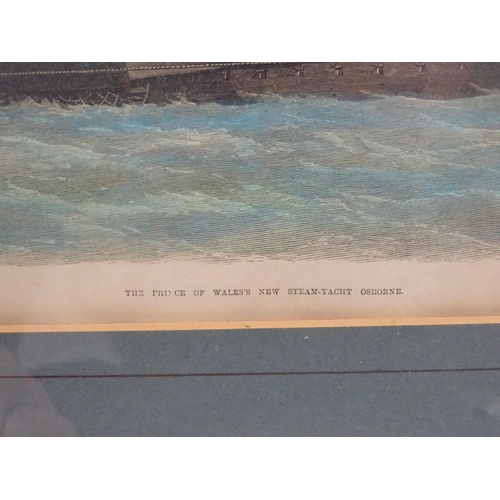 THE PRINCE OF WALES'S NEW STEAM-YACHT OSBORNE.